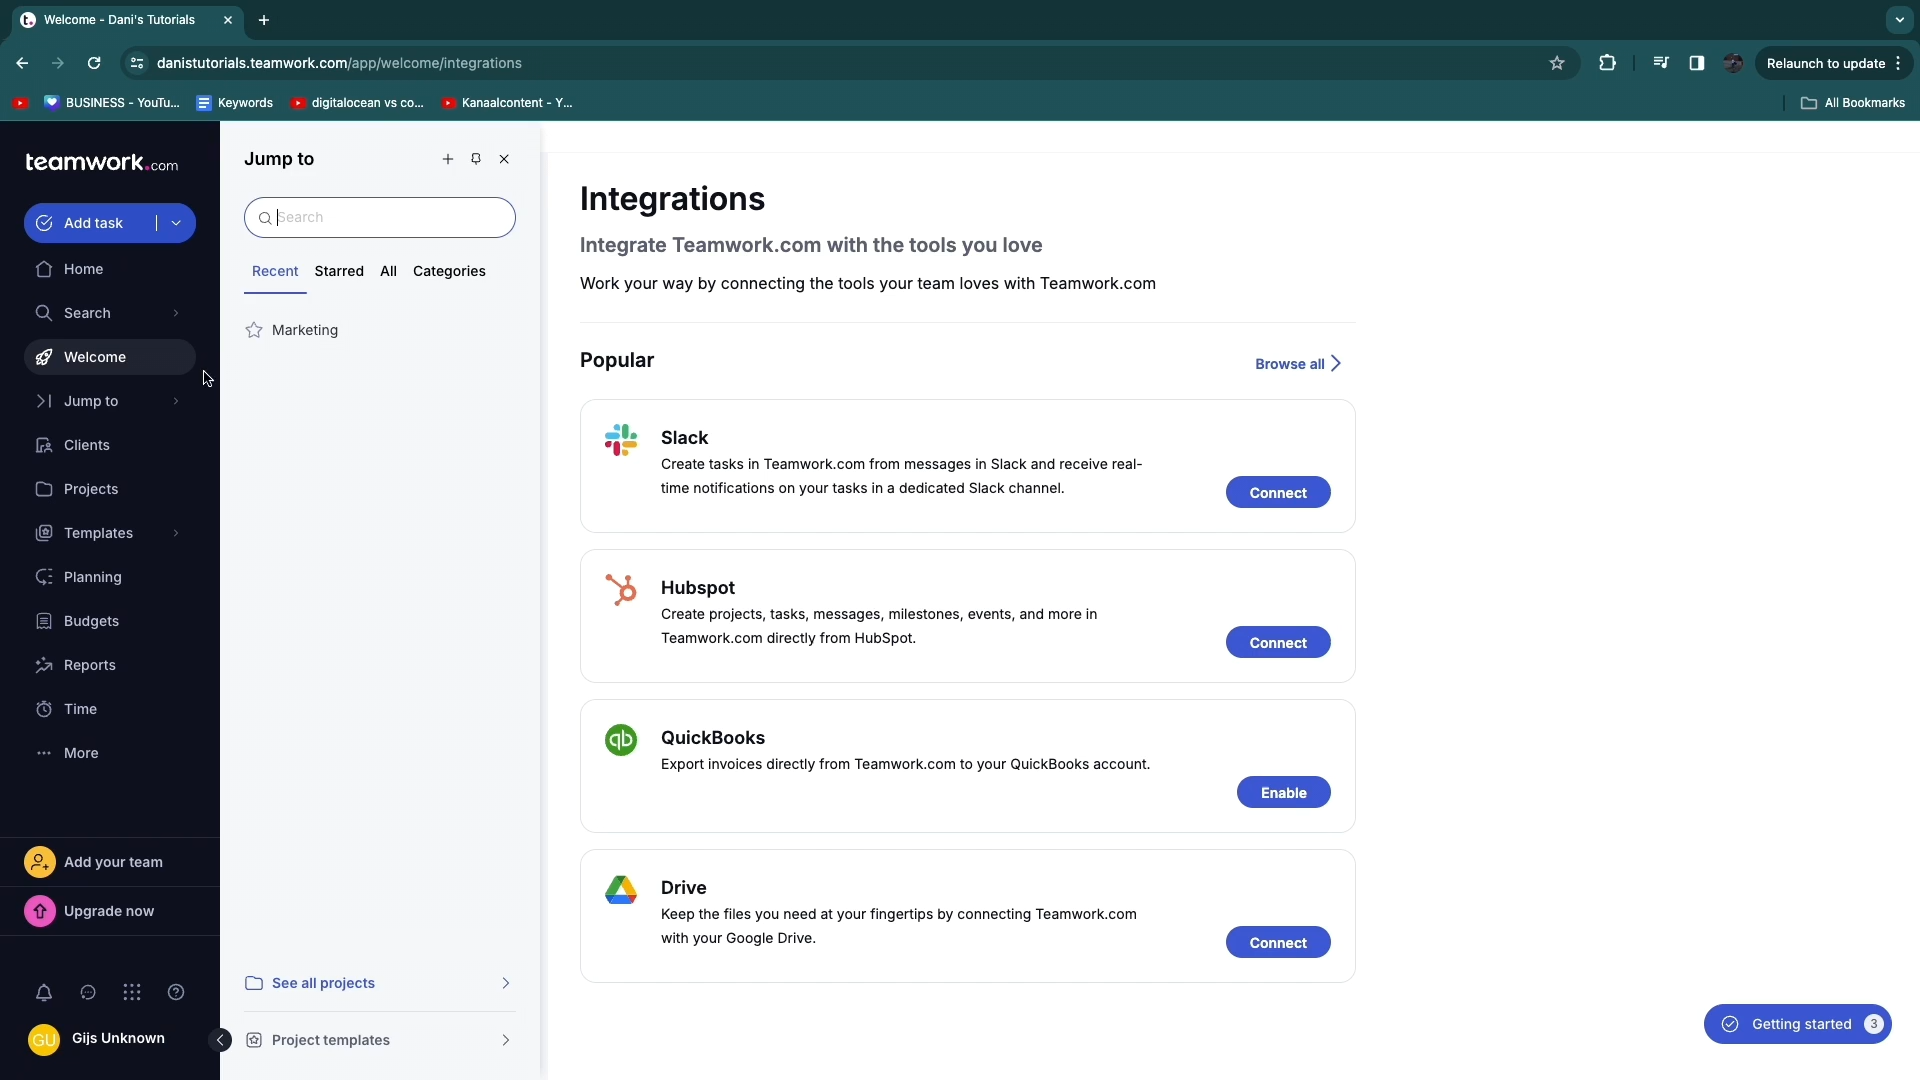 Welcome - Dani's Tutorials
danistutorials.teamwork.com/app/welcome/integrations
Relaunch to update
BUSINESS - YouTu...
Keywords
digitalocean vs co...
Kanaalcontent - Y...
All Bookmarks
teamwork.com
Add task
Home
Search
Welcome
Jump to
Clients
Projects
Templates
Planning
Budgets
Reports
Time
More
Add your team
Upgrade now
GU
Gijs Unknown
Jump to
Search
Recent Starred All Categories
Marketing
See all projects
Project templates
Integrations
Integrate Teamwork.com with the tools you love
Work your way by connecting the tools your team loves with Teamwork.com
Popular
Browse all
Slack
Create tasks in Teamwork.com from messages in Slack and receive real-
time notifications on your tasks in a dedicated Slack channel.
Connect
Hubspot
Create projects, tasks, messages, milestones, events, and more in
Teamwork.com directly from HubSpot.
Connect
qb
QuickBooks
Export invoices directly from Teamwork.com to your QuickBooks account.
Enable
Drive
Keep the files you need at your fingertips by connecting Teamwork.com
with your Google Drive.
Connect
Getting started 3